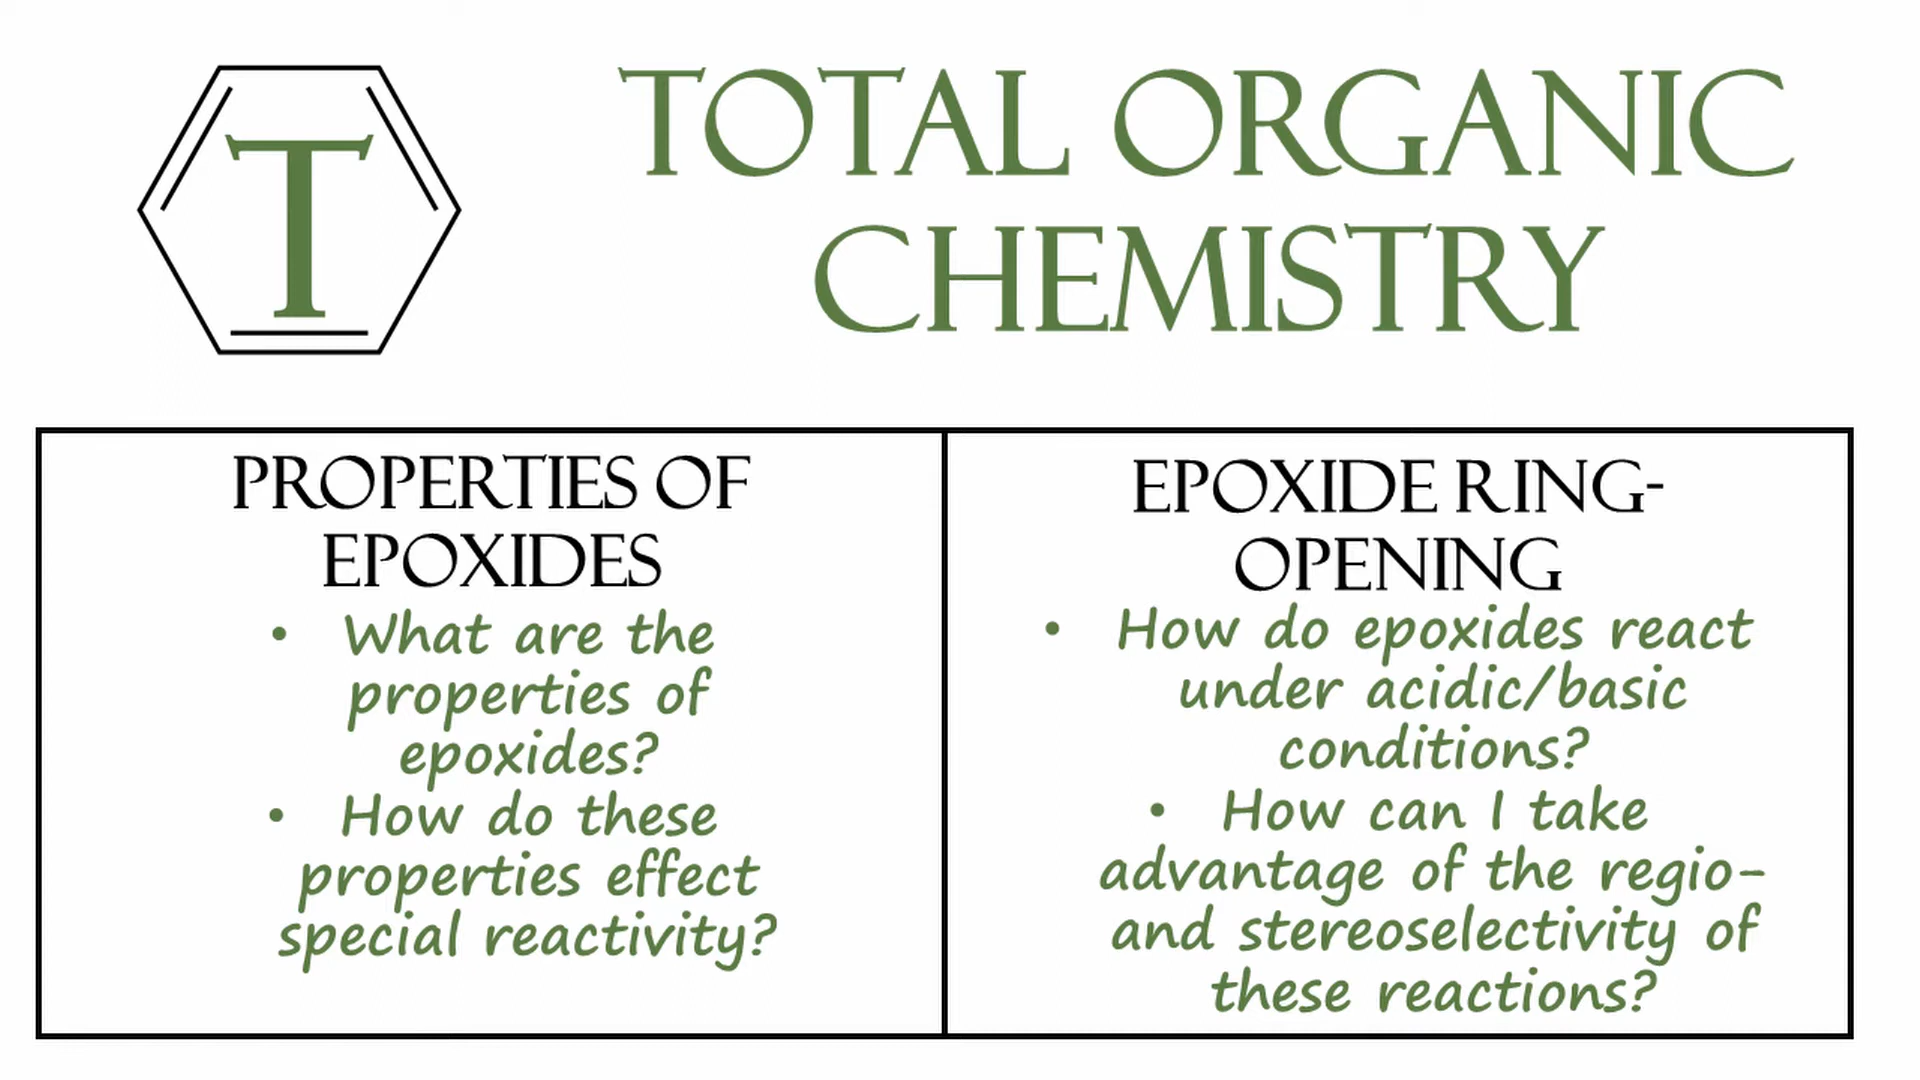 T
TOTAL ORGANIC
CHEMISTRY
PROPERTIES OF
EPOXIDES
• What are the
properties of
epoxides?
• How do these
properties effect
special reactivity?
EPOXIDE RING-
OPENING
• How do epoxides react
under acidic/basic
conditions?
• How can I take
advantage of the regio-
and stereoselectivity of
these reactions?